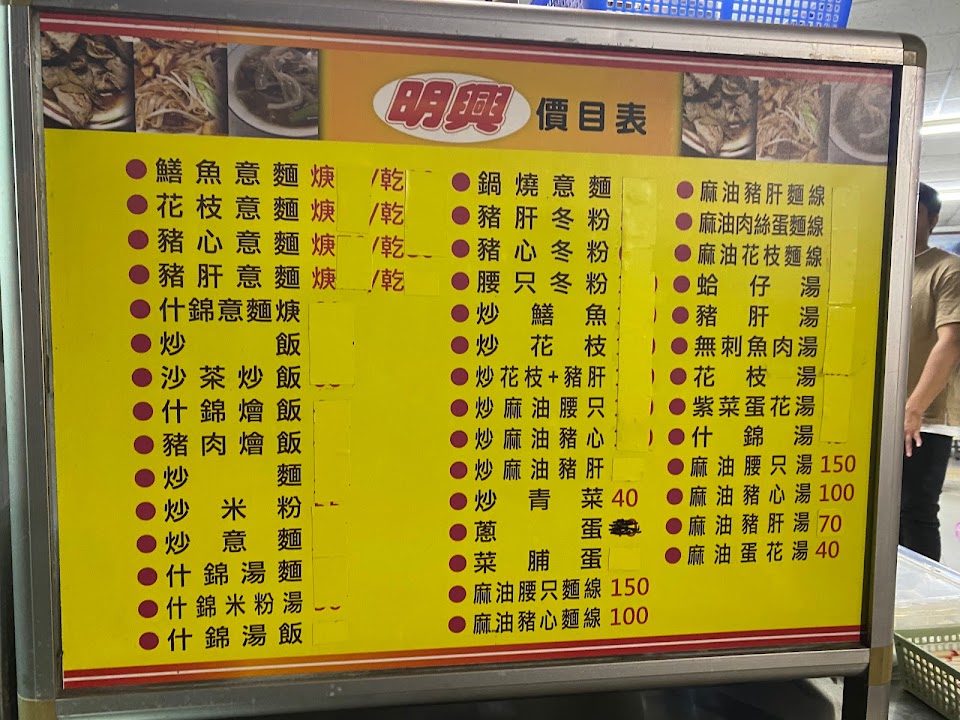 明興 價目表
鱔魚意麵 焿 /乾
花枝意麵 焿 /乾
豬心意麵 焿 /乾
豬肝意麵 焿 /乾
什錦意麵焿
炒飯
沙茶炒飯
什錦燴飯
豬肉燴飯
炒麵
炒米粉
炒意麵
什錦湯麵
什錦米粉湯
什錦湯飯
鍋燒意麵
豬肝冬粉
豬心冬粉
腰只冬粉
炒鱔魚
炒花枝
炒花枝+豬肝
炒麻油腰只
炒麻油豬心
炒麻油豬肝
炒青菜 40
蔥蛋
菜脯蛋
麻油腰只麵線 150
麻油豬心麵線 100
麻油豬肝麵線
麻油肉絲蛋麵線
麻油花枝麵線
蛤仔湯
豬肝湯
無刺魚肉湯
花枝湯
紫菜蛋花湯
什錦湯
麻油腰只湯 150
麻油豬心湯 100
麻油豬肝湯 70
麻油蛋花湯 40